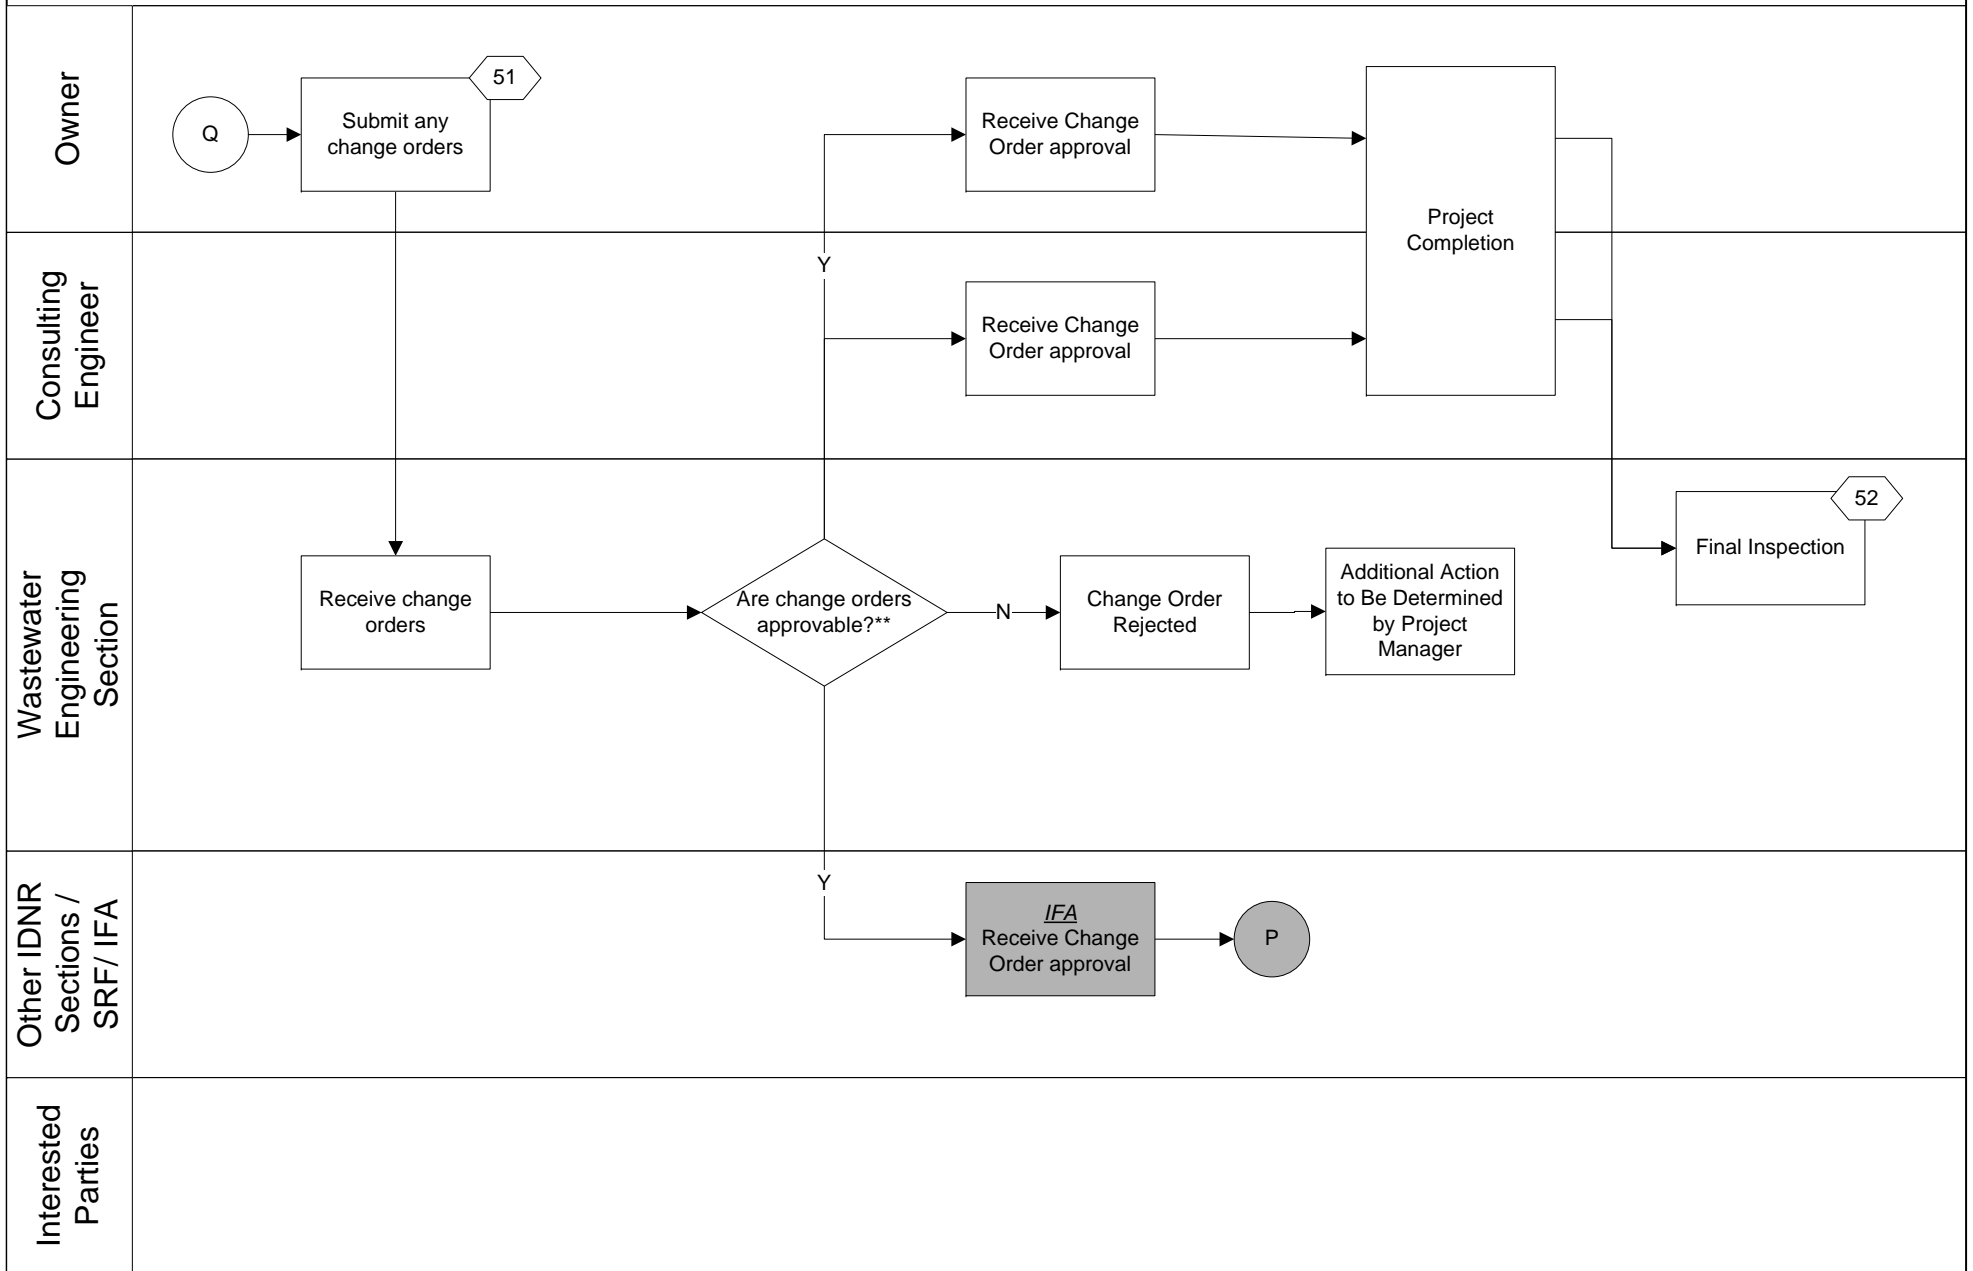 Owner
Q
Submit any
change orders
51
Receive Change
Order approval
Project
Completion
Consulting
Engineer
Y
Receive Change
Order approval
Wastewater
Engineering
Section
Receive change
orders
Are change orders
approvable?**
N
Change Order
Rejected
Additional Action
to Be Determined
by Project
Manager
52
Final Inspection
Other IDNR
Sections /
SRF/ IFA
Y
IFA
Receive Change
Order approval
P
Interested
Parties